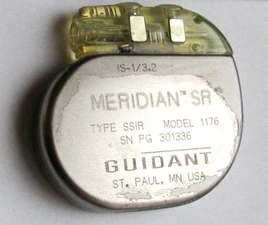 IS-1/3.2
MERIDIAN™ SR
TYPE SSIR MODEL 1176
SN PG 301336
GUIDANT
ST. PAUL, MN USA